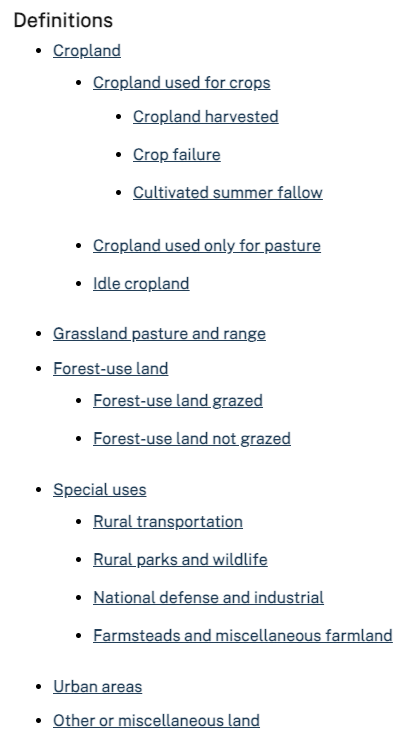 Definitions
Cropland
Cropland used for crops
Cropland harvested
Crop failure
Cultivated summer fallow
Cropland used only for pasture
Idle cropland
Grassland pasture and range
Forest-use land
Forest-use land grazed
Forest-use land not grazed
Special uses
Rural transportation
Rural parks and wildlife
National defense and industrial
Farmsteads and miscellaneous farmland
Urban areas
Other or miscellaneous land